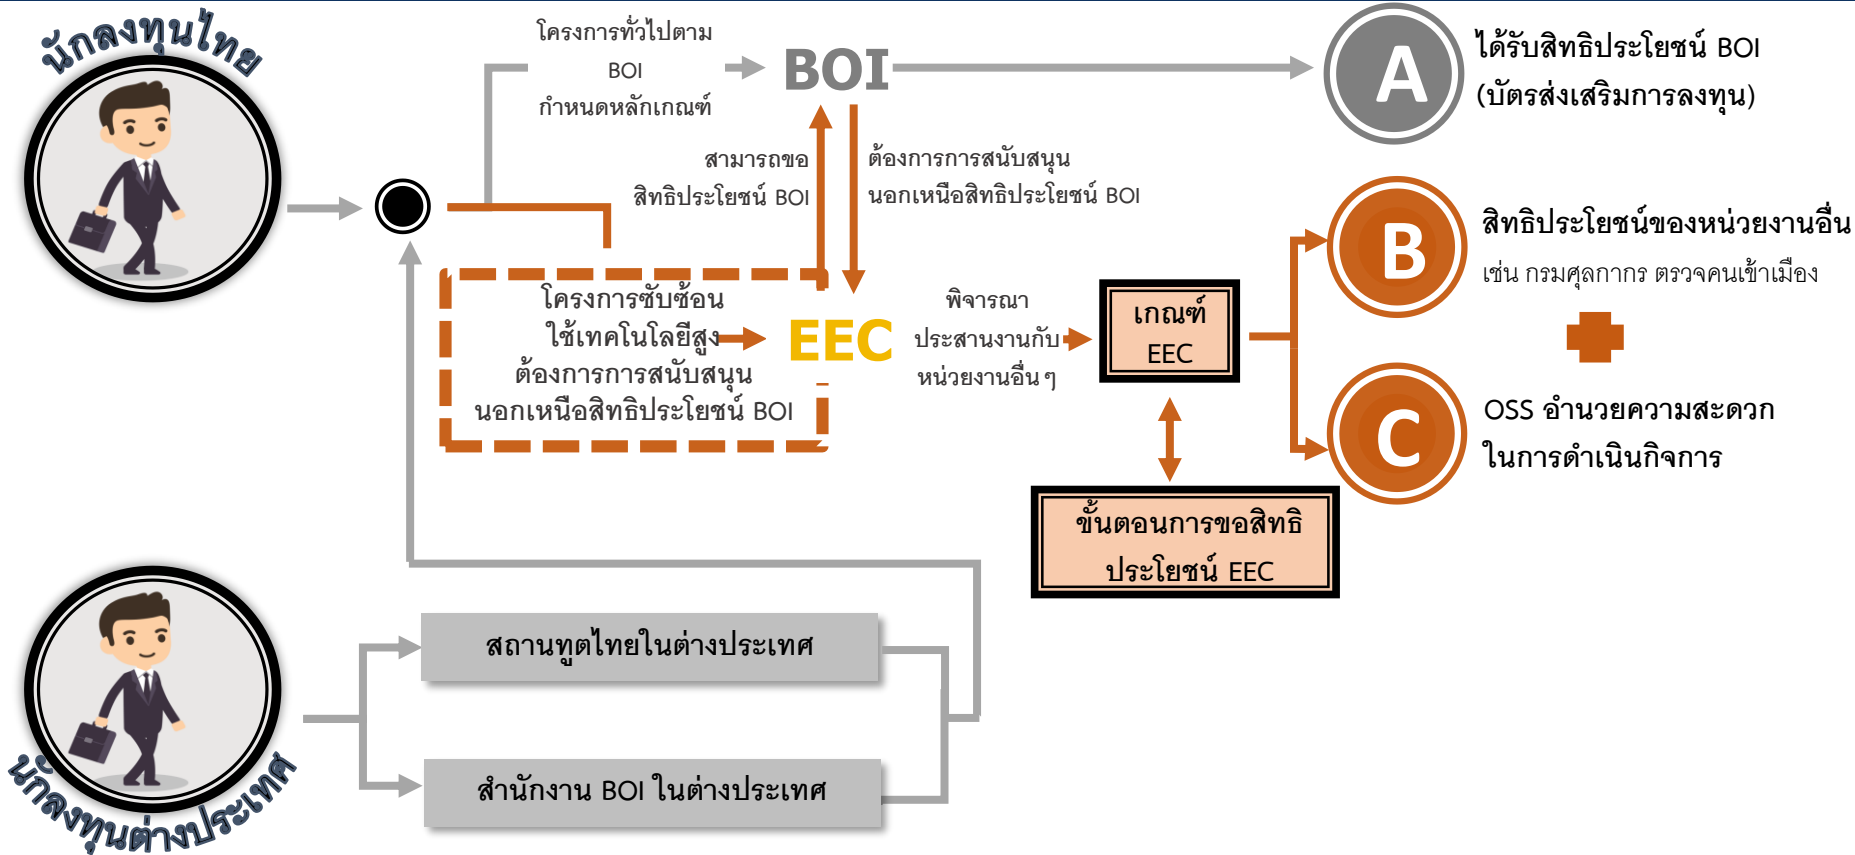 นักลงทุนไทย
โครงการทั่วไปตาม
BOI
กำหนดหลักเกณฑ์
BOI
A
ได้รับสิทธิประโยชน์ BOI
(บัตรส่งเสริมการลงทุน)
สามารถขอ
สิทธิประโยชน์ BOI
ต้องการการสนับสนุน
นอกเหนือสิทธิประโยชน์ BOI
B
สิทธิประโยชน์ของหน่วยงานอื่น
เช่น กรมศุลกากร ตรวจคนเข้าเมือง
โครงการซับซ้อน
ใช้เทคโนโลยีสูง
ต้องการการสนับสนุน
นอกเหนือสิทธิประโยชน์ BOI
EEC
พิจารณา
ประสานงานกับ
หน่วยงานอื่น ๆ
เกณฑ์
EEC
C
OSS อำนวยความสะดวก
ในการดำเนินกิจการ
ขั้นตอนการขอสิทธิ
ประโยชน์ EEC
สถานทูตไทยในต่างประเทศ
สำนักงาน BOI ในต่างประเทศ
นักลงทุนต่างประเทศ